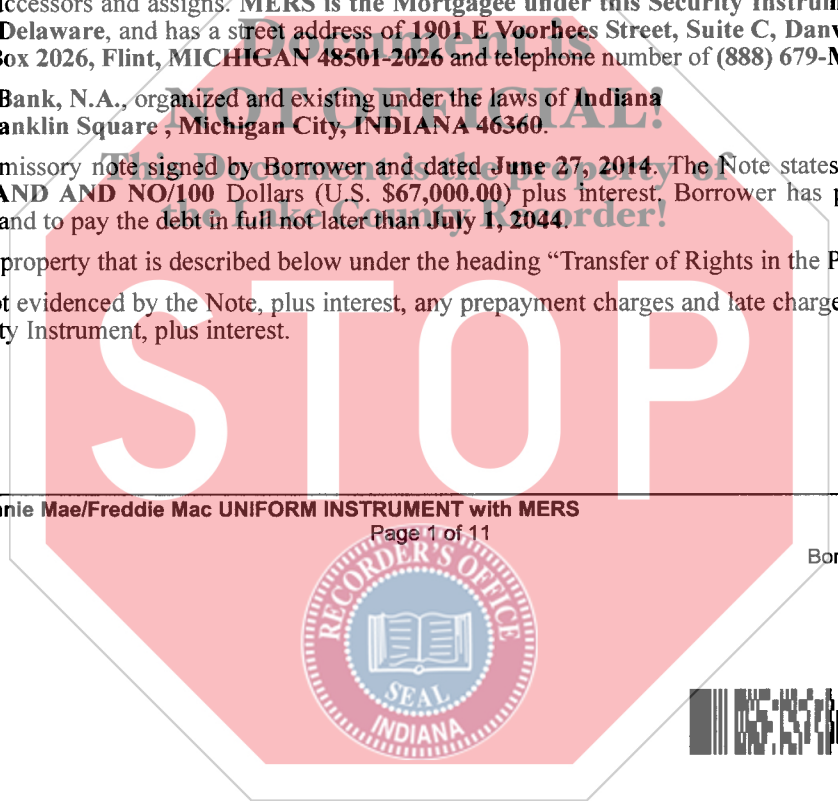 ccessors and assigns. MERS is the Mortgagee under this Security Instrum
Delaware, and has a street address of 1901 E Voorhees Street, Suite C, Danv
Box 2026, Flint, MICHIGAN 48501-2026 and telephone number of (888) 679-M
Document is
NOT OFFICIAL!
This Document is the property of
the Lake County Recorder!
Bank, N.A., organized and existing under the laws of Indiana
anklin Square , Michigan City, INDIANA 46360.
missory note signed by Borrower and dated June 27, 2014. The Note states
AND AND NO/100 Dollars (U.S. $67,000.00) plus interest. Borrower has p
and to pay the debt in full not later than July 1, 2044.
property that is described below under the heading “Transfer of Rights in the P
t evidenced by the Note, plus interest, any prepayment charges and late charge
ty Instrument, plus interest.
STOP
nie Mae/Freddie Mac UNIFORM INSTRUMENT with MERS
Page 1 of 11
Bor
RECORDER'S OFFICE
SEAL
INDIANA